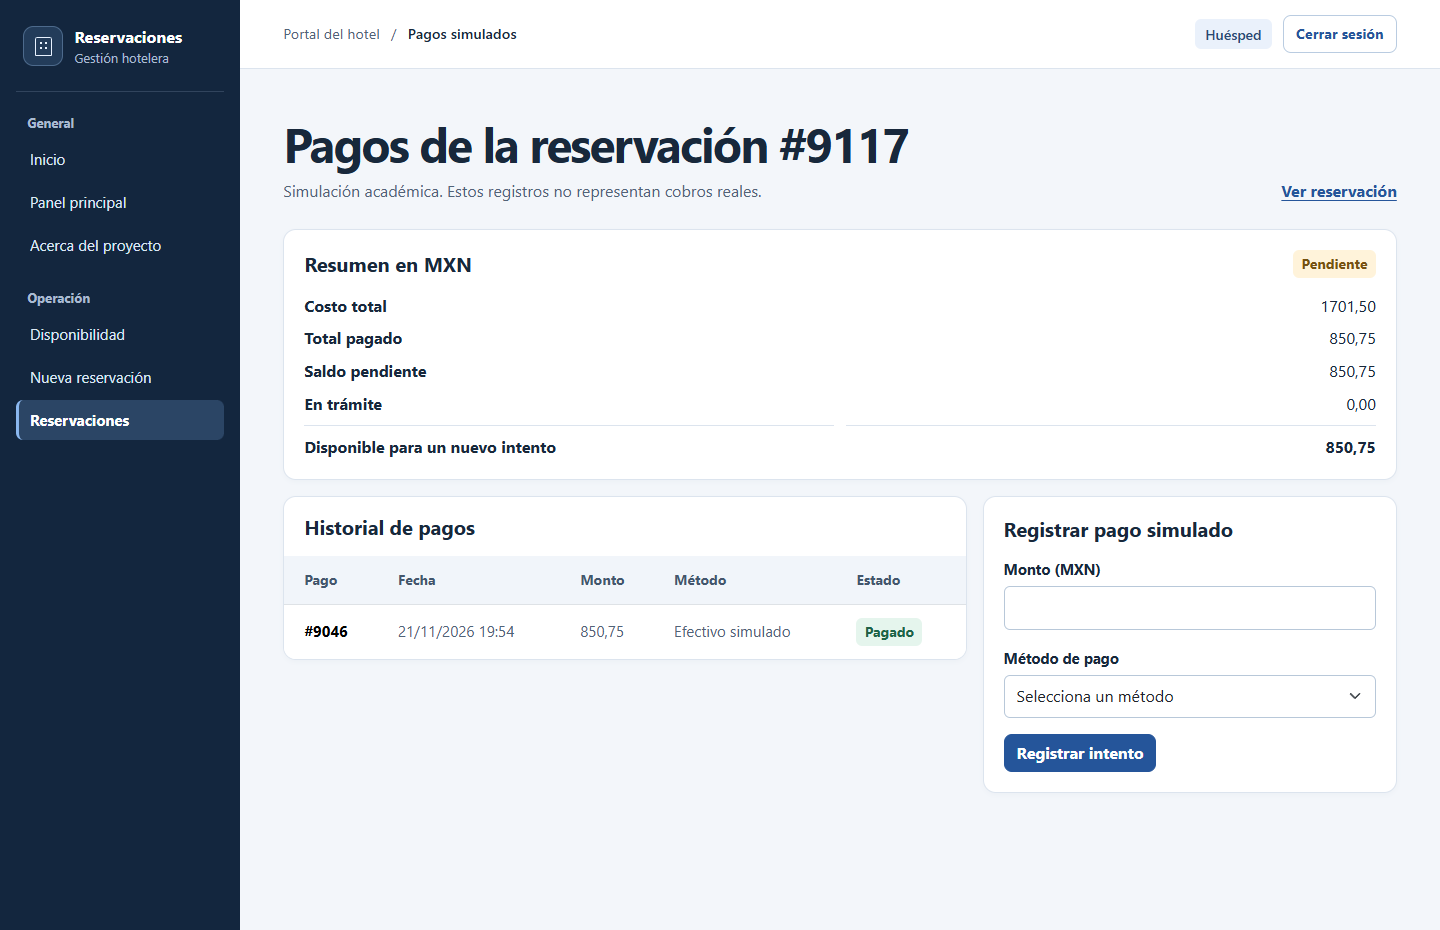 Reservaciones
Gestión hotelera
General
Inicio
Panel principal
Acerca del proyecto
Operación
Disponibilidad
Nueva reservación
Reservaciones
Portal del hotel / Pagos simulados
Huésped
Cerrar sesión
Pagos de la reservación #9117
Simulación académica. Estos registros no representan cobros reales.
Ver reservación
Resumen en MXN
Pendiente
Costo total 1701,50
Total pagado 850,75
Saldo pendiente 850,75
En trámite 0,00
Disponible para un nuevo intento 850,75
Historial de pagos
Pago Fecha Monto Método Estado
#9046 21/11/2026 19:54 850,75 Efectivo simulado Pagado
Registrar pago simulado
Monto (MXN)
Método de pago
Selecciona un método
Registrar intento